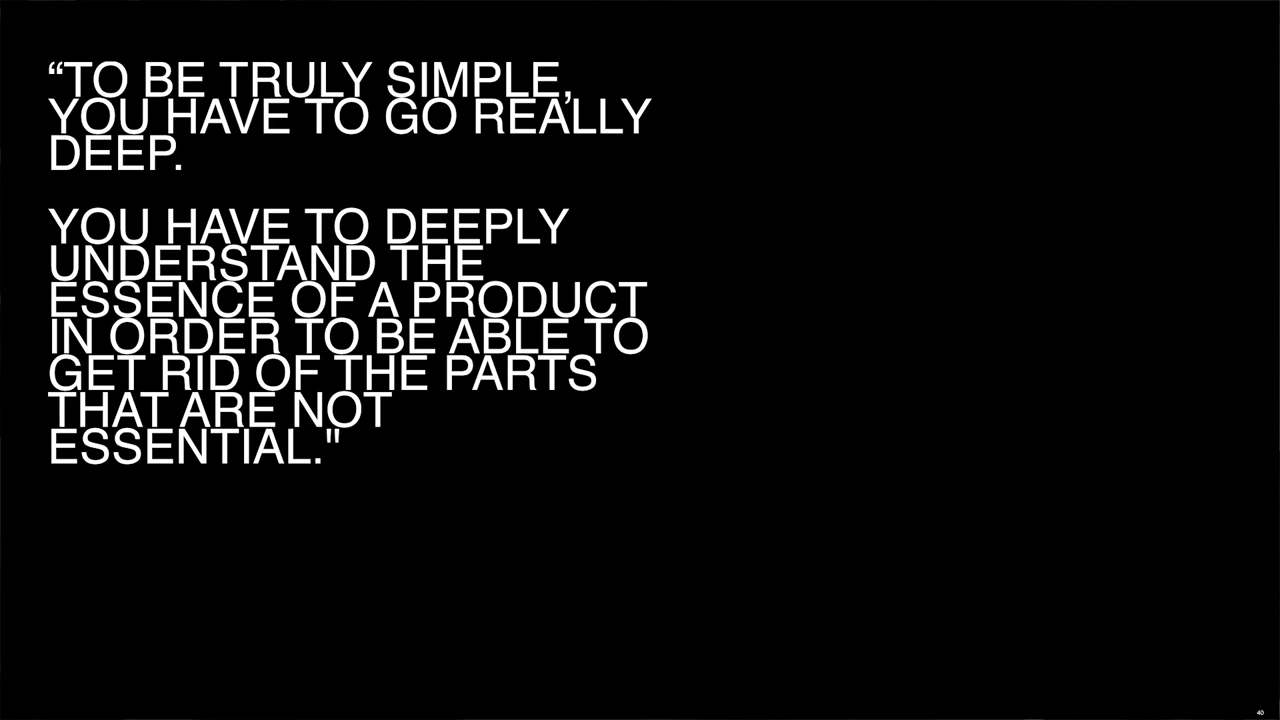 “TO BE TRULY SIMPLE,
YOU HAVE TO GO REALLY
DEEP.
YOU HAVE TO DEEPLY
UNDERSTAND THE
ESSENCE OF A PRODUCT
IN ORDER TO BE ABLE TO
GET RID OF THE PARTS
THAT ARE NOT
ESSENTIAL."
40